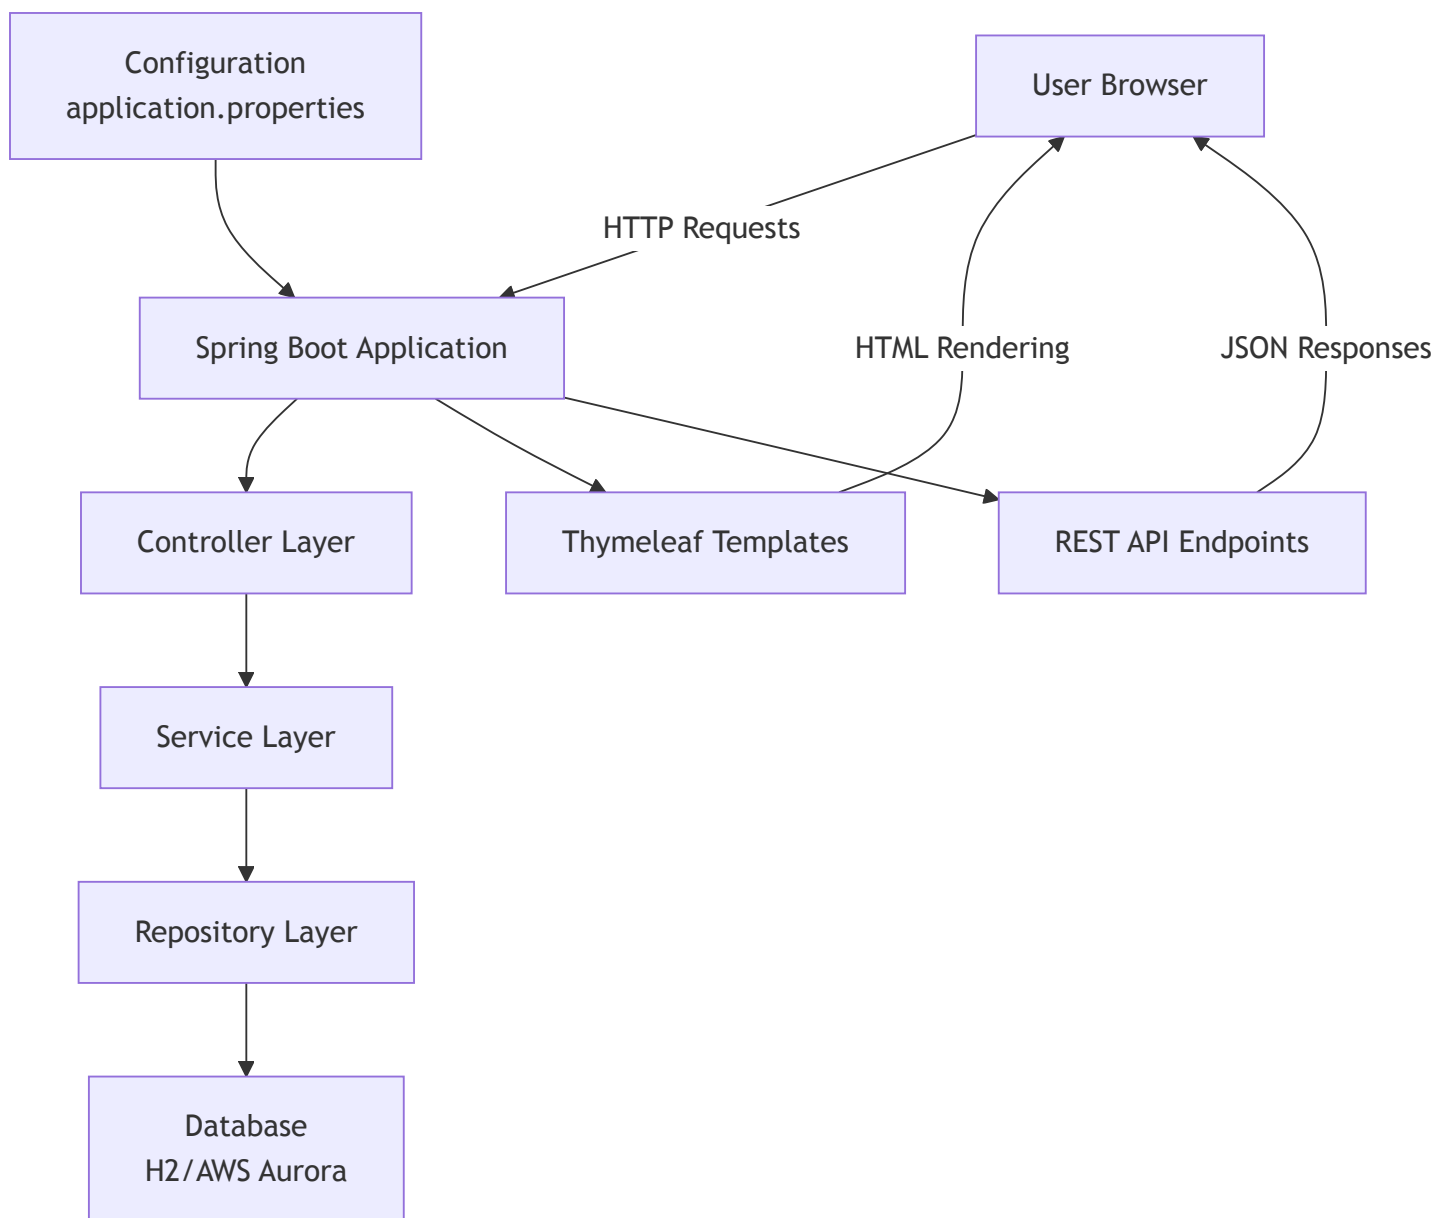 Configuration
application.properties
User Browser
HTTP Requests
Spring Boot Application
HTML Rendering
JSON Responses
Controller Layer
Thymeleaf Templates
REST API Endpoints
Service Layer
Repository Layer
Database
H2/AWS Aurora